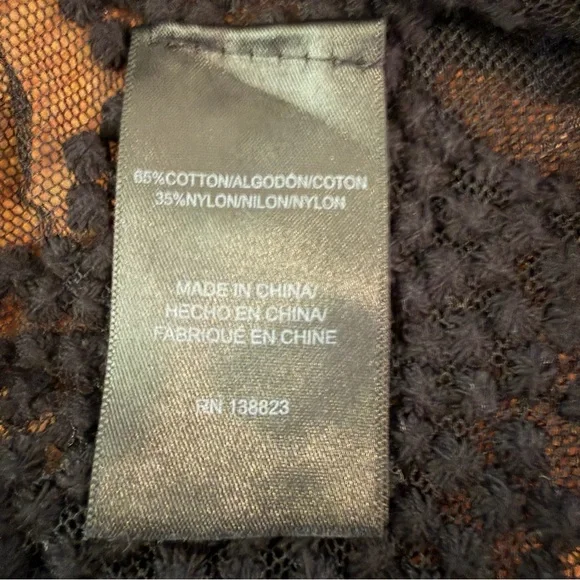 65%COTTON/ALGODÓN/COTON
35%NYLON/NILON/NYLON
MADE IN CHINA/
HECHO EN CHINA/
FABRIQUÉ EN CHINE
RN 138823